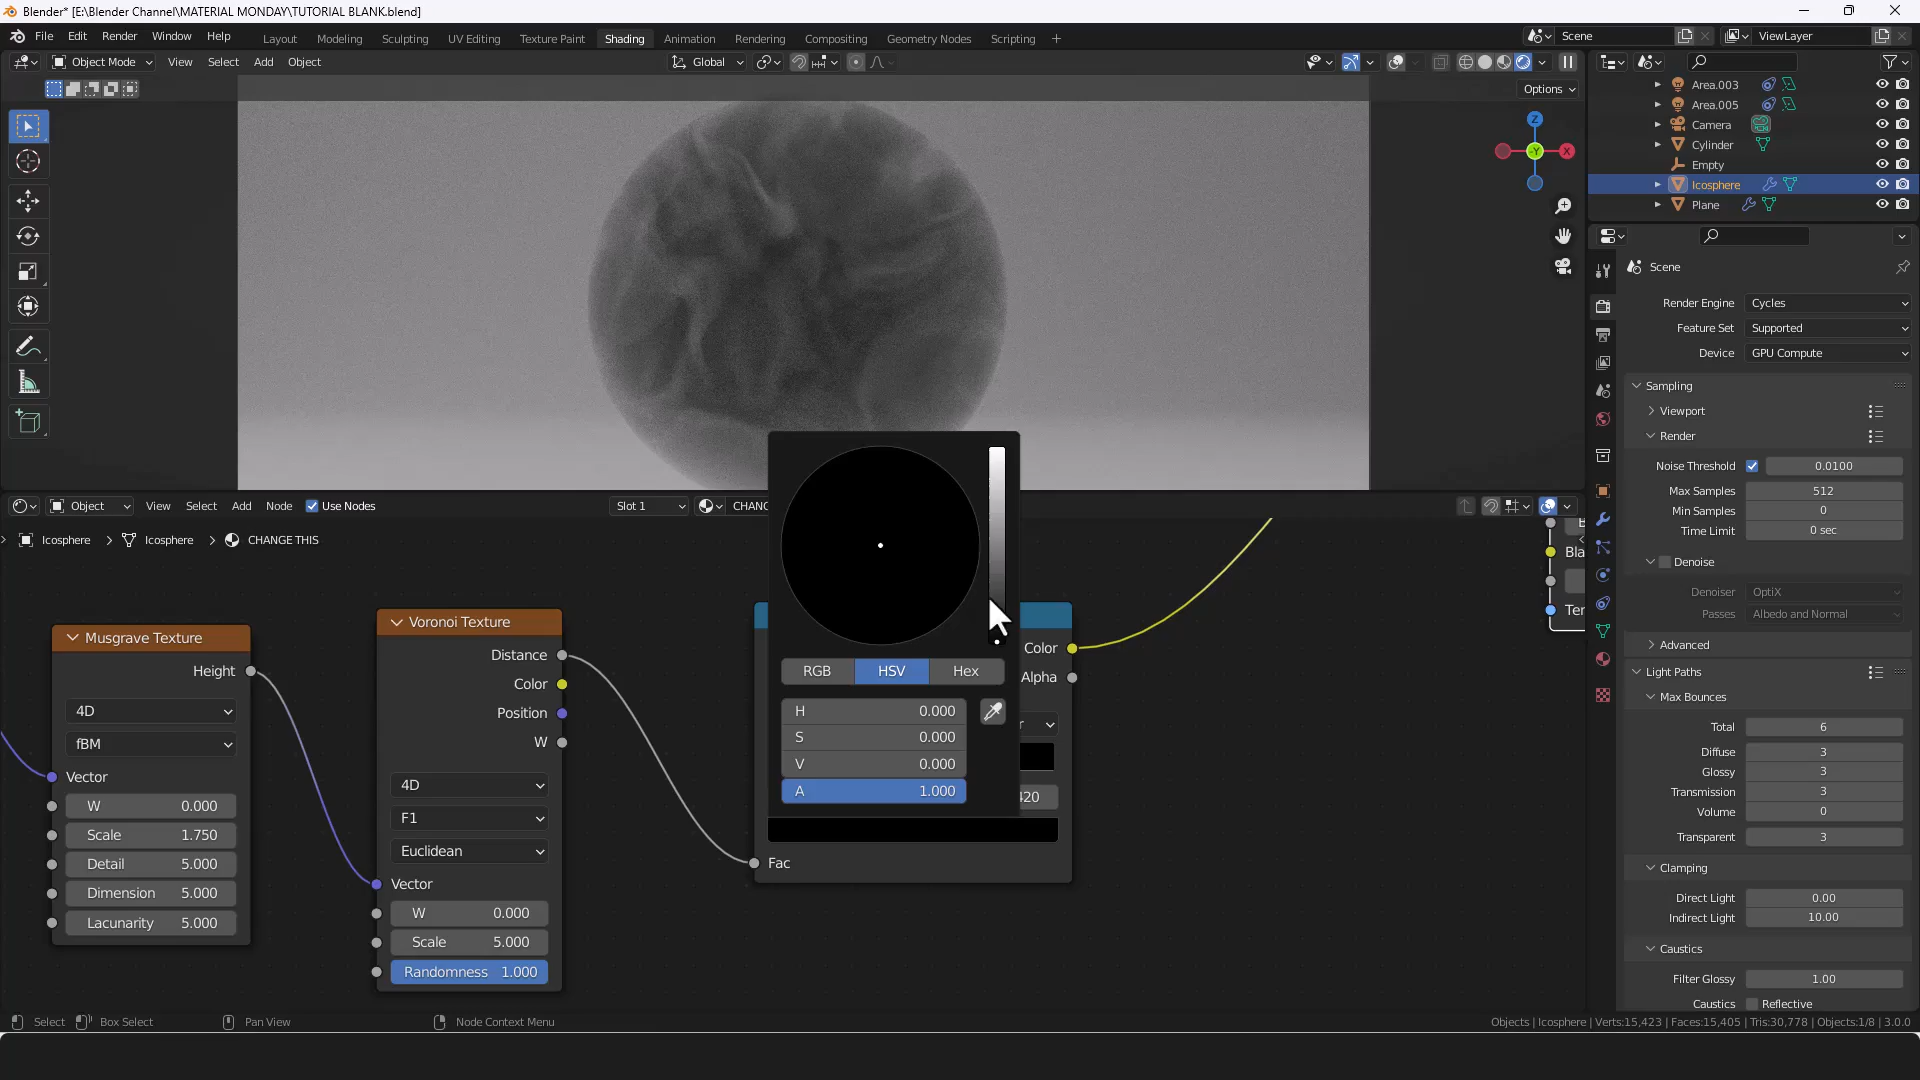 Blender* [E:\Blender Channel\MATERIAL MONDAY\TUTORIAL BLANK.blend]
File Edit Render Window Help Layout Modeling Sculpting UV Editing Texture Paint Shading Animation Rendering Compositing Geometry Nodes Scripting + Scene ViewLayer
Object Mode View Select Add Object Global
Options
Z
X
-Y
Area.003
Area.005
Camera
Cylinder
Empty
Icosphere
Plane
Scene
Render Engine Cycles
Feature Set Supported
Device GPU Compute
Sampling
Viewport
Render
Noise Threshold 0.0100
Max Samples 512
Min Samples 0
Time Limit 0 sec
Denoise
Denoiser OptiX
Passes Albedo and Normal
Advanced
Light Paths
Max Bounces
Total 6
Diffuse 3
Glossy 3
Transmission 3
Volume 0
Transparent 3
Clamping
Direct Light 0.00
Indirect Light 10.00
Caustics
Filter Glossy 1.00
Caustics Reflective
Object View Select Add Node Use Nodes Slot 1 CHANC
Icosphere > Icosphere > CHANGE THIS
Musgrave Texture
Height
4D
fBM
Vector
W 0.000
Scale 1.750
Detail 5.000
Dimension 5.000
Lacunarity 5.000
Voronoi Texture
Distance
Color
Position
W
4D
F1
Euclidean
Vector
W 0.000
Scale 5.000
Randomness 1.000
RGB HSV Hex
H 0.000
S 0.000
V 0.000
A 1.000
Color
Alpha
r
420
Fac
B
Bla
Ter
Select Box Select Pan View Node Context Menu
Objects | Icosphere | Verts:15,423 | Faces:15,405 | Tris:30,778 | Objects:1/8 | 3.0.0